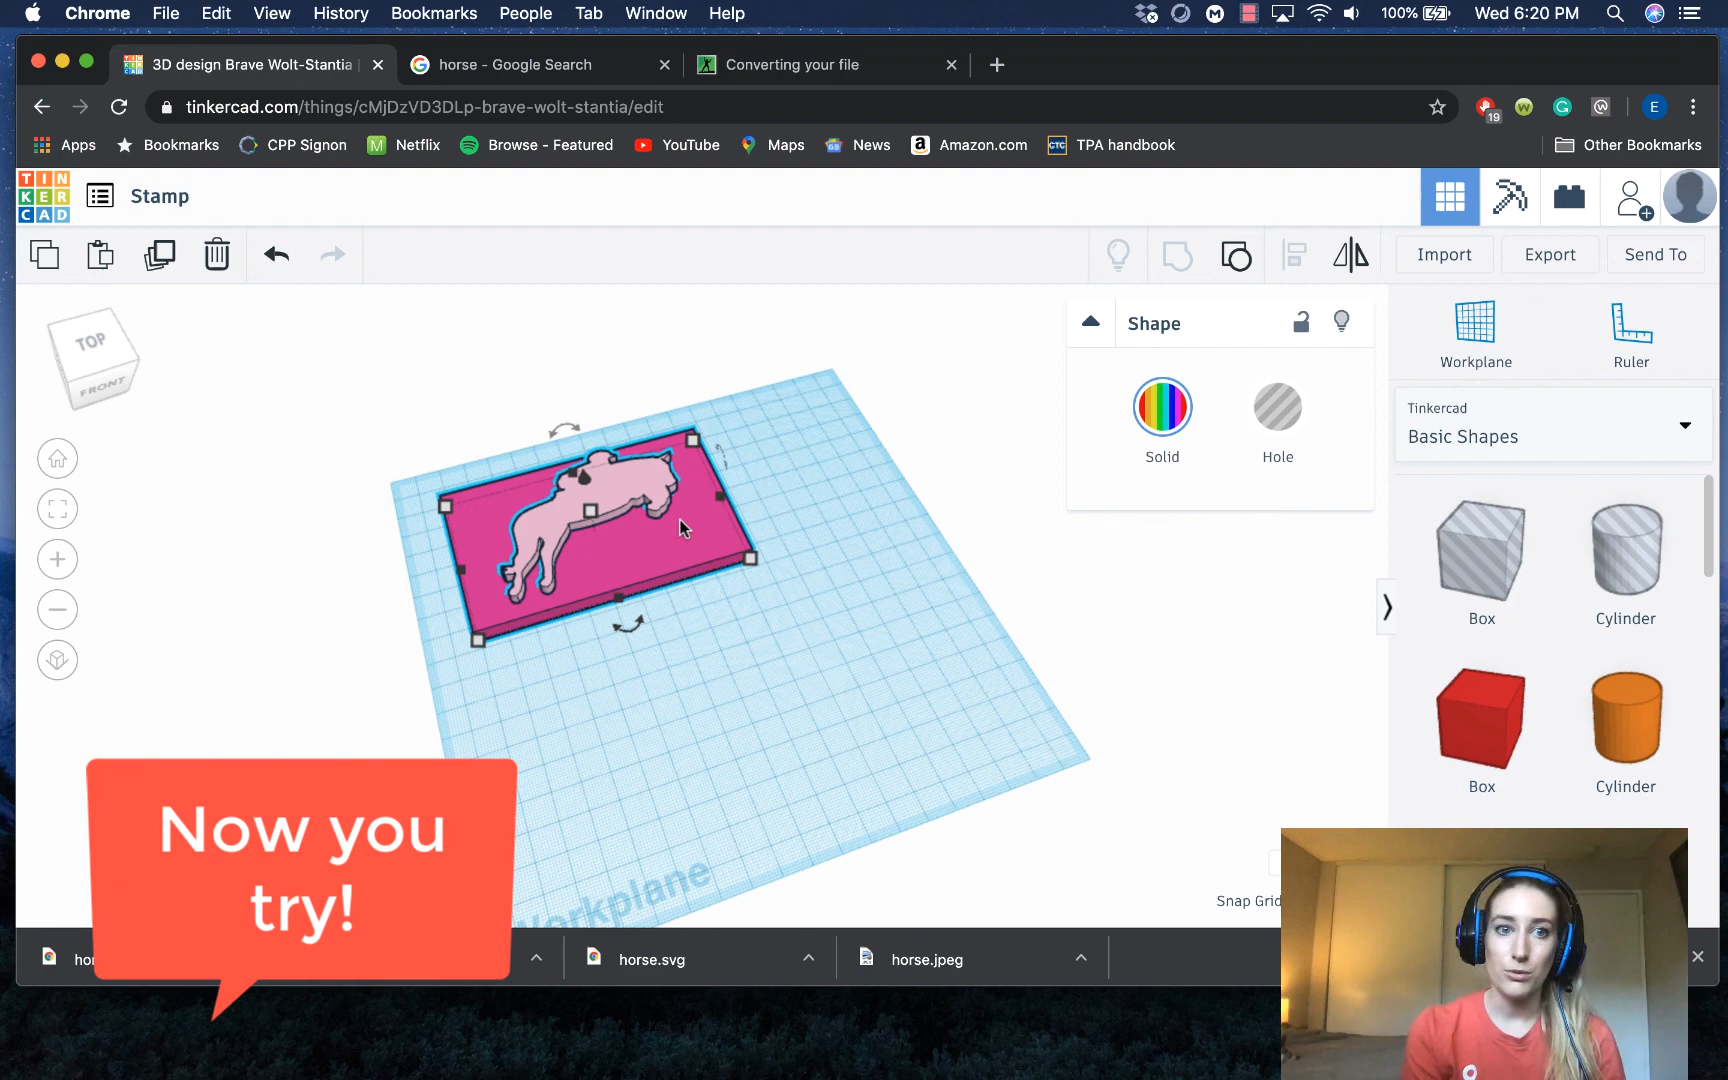 Chrome File Edit View History Bookmarks People Tab Window Help 100% Wed 6:20 PM
3D design Brave Wolt-Stantia horse - Google Search Converting your file
tinkercad.com/things/cMjDzVD3DLp-brave-wolt-stantia/edit 19 E
Apps Bookmarks CPP Signon Netflix Browse - Featured YouTube Maps News Amazon.com TPA handbook Other Bookmarks
TIN
KER
CAD
Stamp
Import Export Send To
TOP
FRONT
Shape
Solid Hole
Workplane Ruler
Tinkercad
Basic Shapes
Box Cylinder
Box Cylinder
Workplane
Snap Grid
Now you
try!
hor horse.svg horse.jpeg